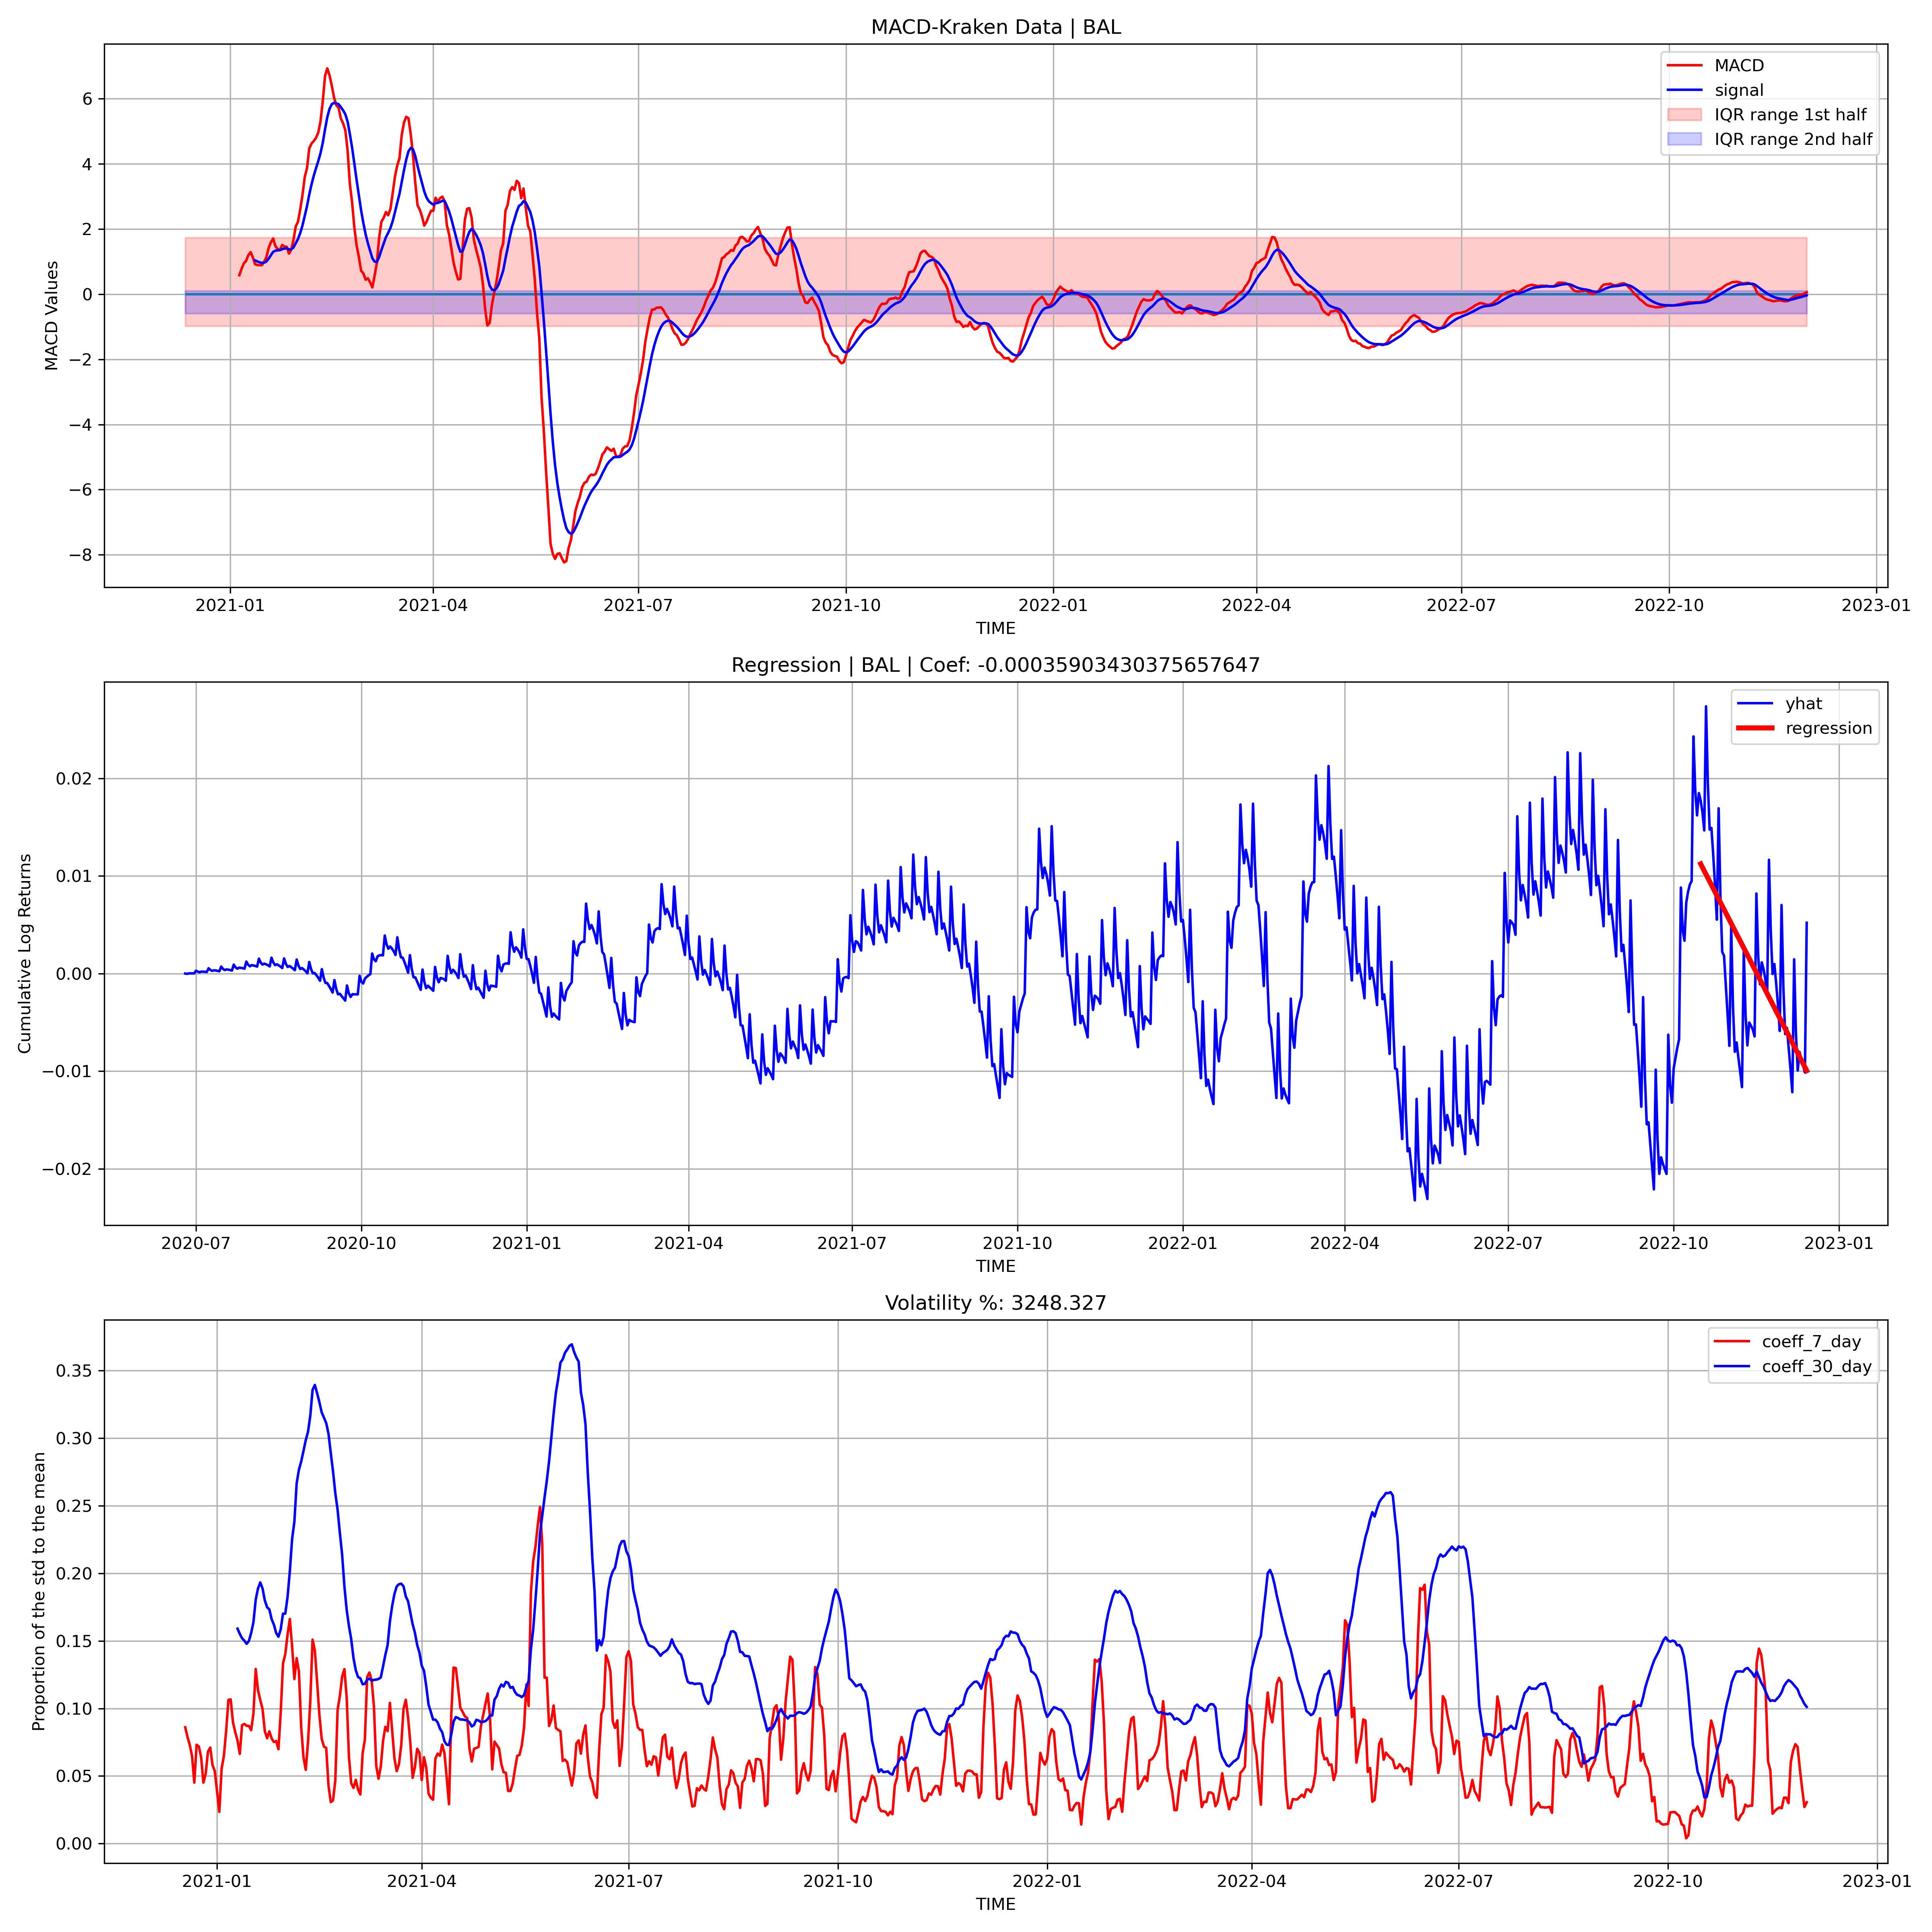 MACD-Kraken Data | BAL
MACD
signal
IQR range 1st half
IQR range 2nd half
MACD Values
6
4
2
0
−2
−4
−6
−8
2021-01 2021-04 2021-07 2021-10 2022-01 2022-04 2022-07 2022-10 2023-01
TIME
Regression | BAL | Coef: -0.00035903430375657647
yhat
regression
Cumulative Log Returns
0.02
0.01
0.00
−0.01
−0.02
2020-07 2020-10 2021-01 2021-04 2021-07 2021-10 2022-01 2022-04 2022-07 2022-10 2023-01
TIME
Volatility %: 3248.327
coeff_7_day
coeff_30_day
Proportion of the std to the mean
0.35
0.30
0.25
0.20
0.15
0.10
0.05
0.00
2021-01 2021-04 2021-07 2021-10 2022-01 2022-04 2022-07 2022-10 2023-01
TIME